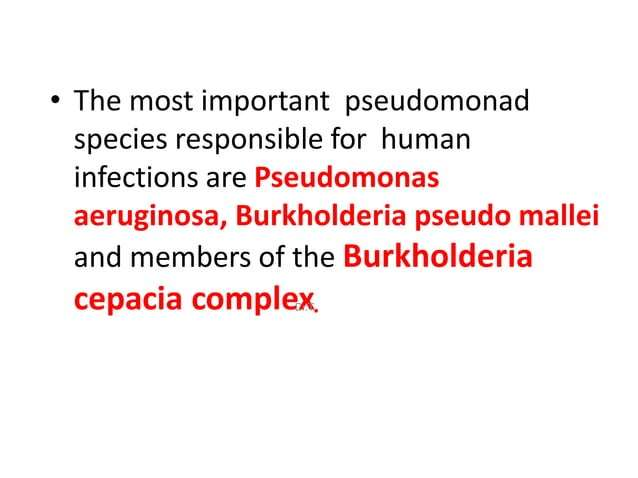 • The most important  pseudomonad
species responsible for  human
infections are Pseudomonas
aeruginosa, Burkholderia pseudo mallei
and members of the Burkholderia
cepacia complex.